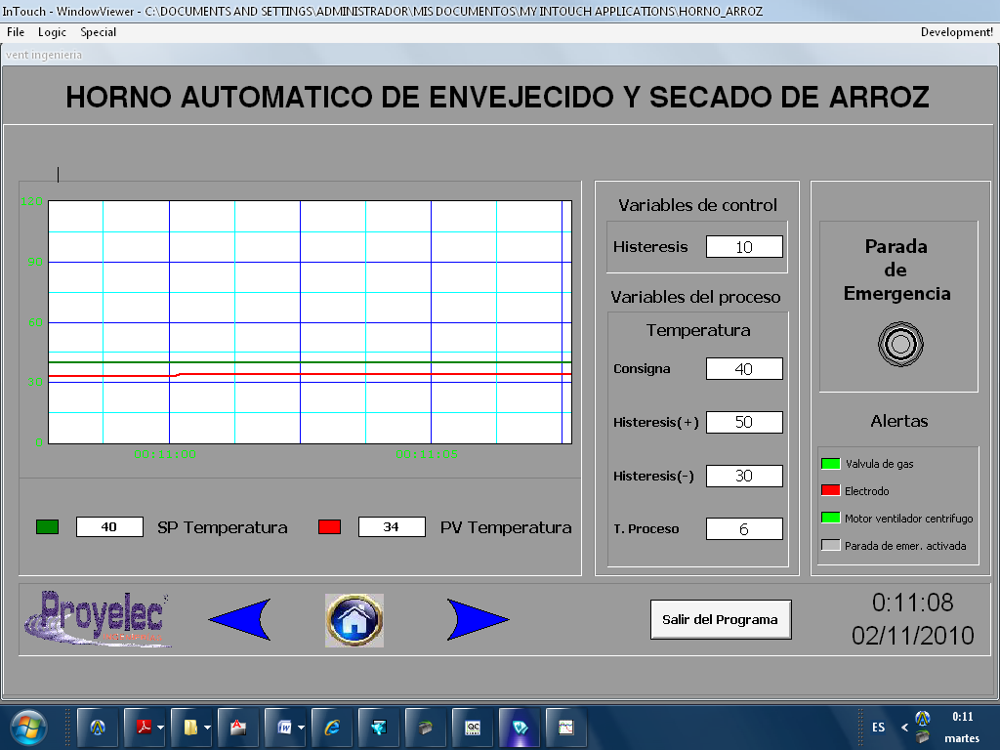 InTouch - WindowViewer - C:\DOCUMENTS AND SETTINGS\ADMINISTRADOR\MIS DOCUMENTOS\MY INTOUCH APPLICATIONS\HORNO_ARROZ
File Logic Special Development!
vent ingenieria
HORNO AUTOMATICO DE ENVEJECIDO Y SECADO DE ARROZ
60
0
40 SP Temperatura 34 PV Temperatura
Variables de control
Histeresis 10
Variables del proceso
Temperatura
Consigna 40
Histeresis(+) 50
Histeresis(-) 30
T. Proceso 6
Parada
de
Emergencia
Alertas
Valvula de gas
Electrodo
Motor ventilador centrifugo
Parada de emer. activada
Proyelec
Salir del Programa
0:11:08
02/11/2010
ES < 0:11
martes